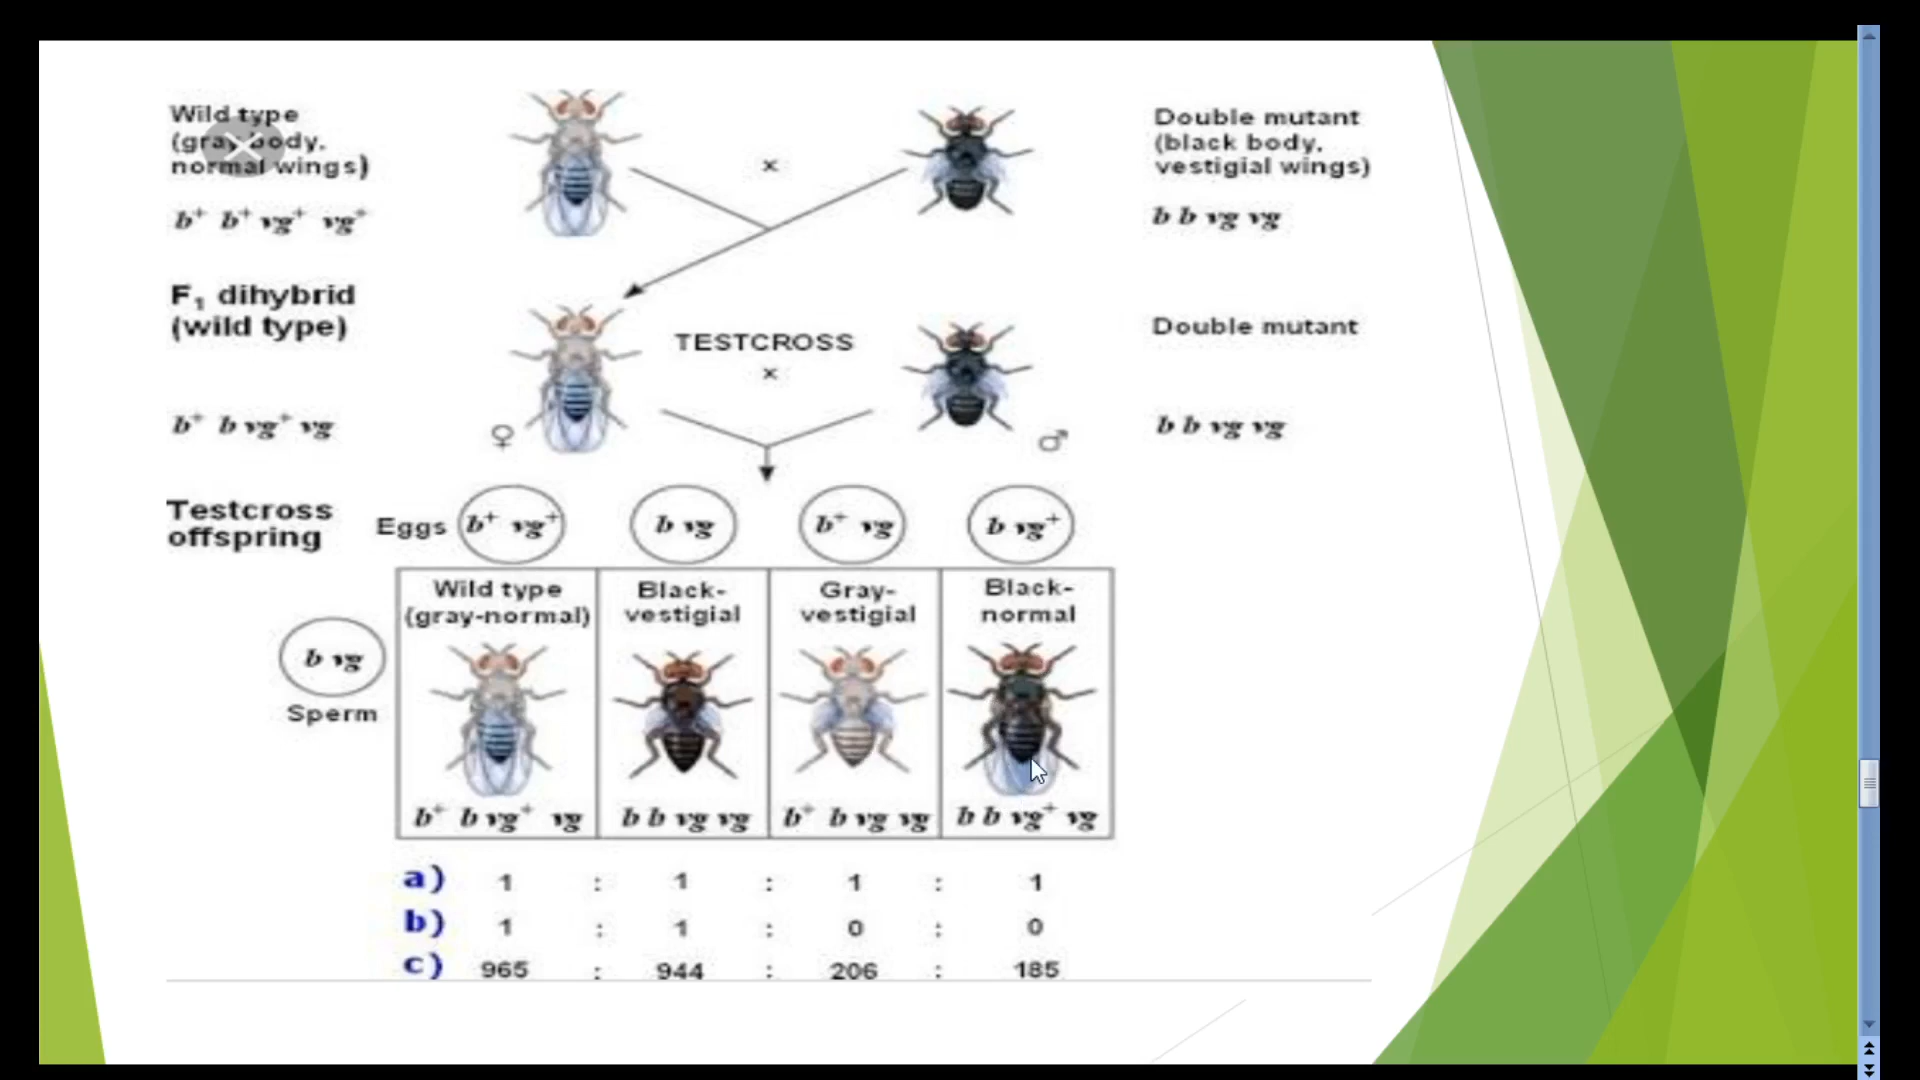 Wild type
(gray body,
normal wings)
b+ b+ vg+ vg+
x
Double mutant
(black body,
vestigial wings)
b b vg vg
F1 dihybrid
(wild type)
b+ b vg+ vg
♀
TESTCROSS
x
♂
Double mutant
b b vg vg
Testcross
offspring
Eggs
b+ vg+
b vg
b+ vg
b vg+
b vg
Sperm
Wild type
(gray-normal)
b+ b vg+ vg
Black-
vestigial
b b vg vg
Gray-
vestigial
b+ b vg vg
Black-
normal
b b vg+ vg
a) 1 : 1 : 1 : 1
b) 1 : 1 : 0 : 0
c) 965 : 944 : 206 : 185